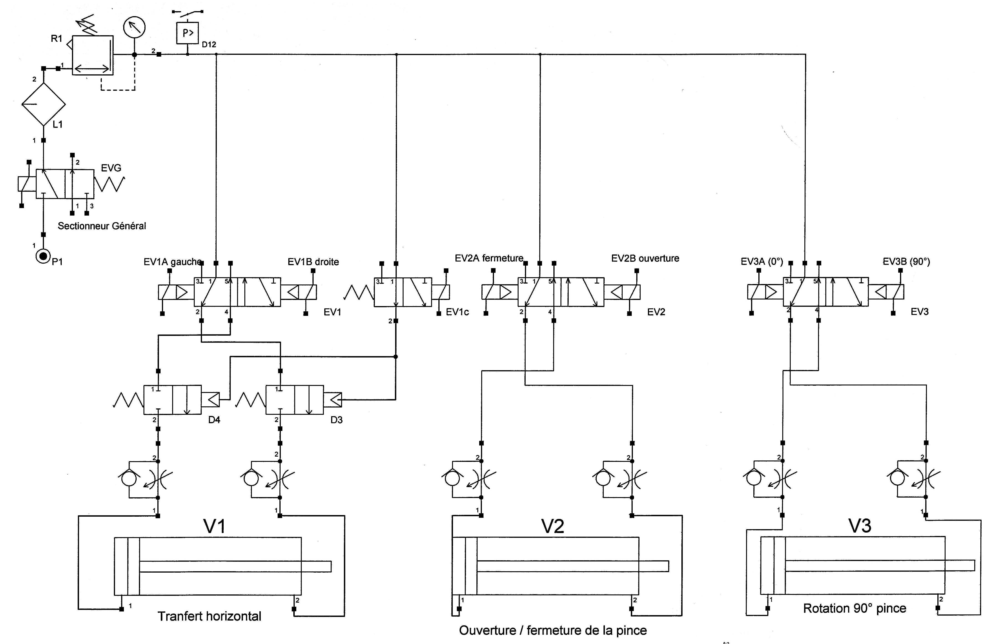 R1
P>
D12
2
1
2
L1
1
2
EVG
1
3
Sectionneur Général
1
P1
EV1A gauche
EV1B droite
EV2A fermeture
EV2B ouverture
EV3A (0°)
EV3B (90°)
3 1 5
3 1
3 1 5
3 1 5
2 4
EV1
2
EV1c
2 4
EV2
2 4
EV3
1
1
2
D4
2
D3
2
2
2
2
2
2
1
1
1
1
1
1
V1
V2
V3
1
2
1
2
1
2
Tranfert horizontal
Ouverture / fermeture de la pince
Rotation 90° pince